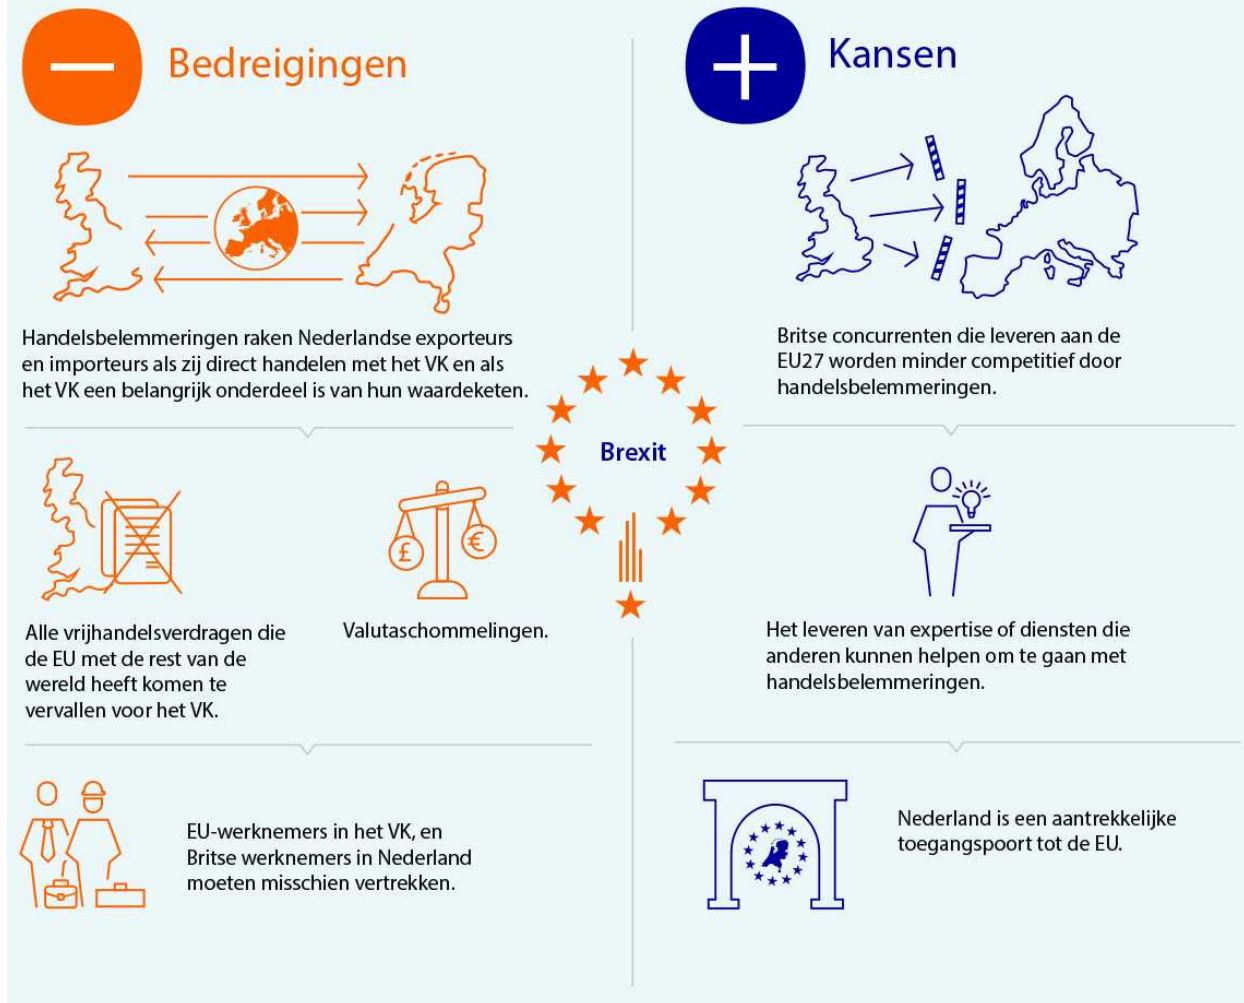 Bedreigingen
Handelsbelemmeringen raken Nederlandse exporteurs
en importeurs als zij direct handelen met het VK en als
het VK een belangrijk onderdeel is van hun waardeketen.
£
€
Alle vrijhandelsverdragen die
de EU met de rest van de
wereld heeft komen te
vervallen voor het VK.
Valutaschommelingen.
EU-werknemers in het VK, en
Britse werknemers in Nederland
moeten misschien vertrekken.
Brexit
Kansen
Britse concurrenten die leveren aan de
EU27 worden minder competitief door
handelsbelemmeringen.
Het leveren van expertise of diensten die
anderen kunnen helpen om te gaan met
handelsbelemmeringen.
Nederland is een aantrekkelijke
toegangspoort tot de EU.